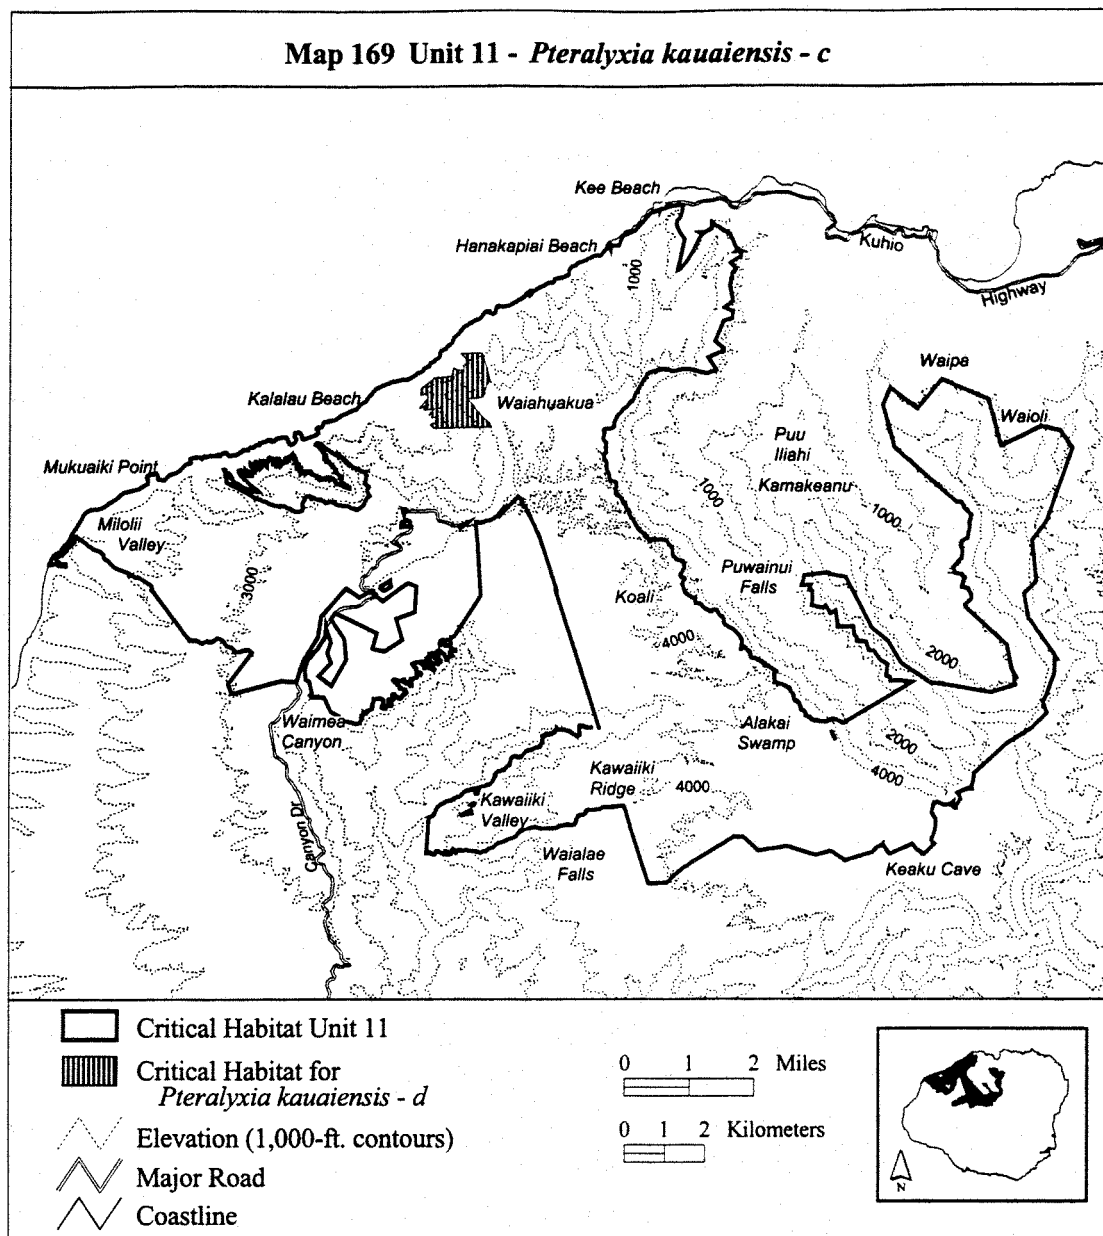 Map 169 Unit 11 - Pteralyxia kauaiensis - c
Kee Beach
Hanakapiai Beach
Kuhio
Highway
1000
Waipa
Kalalau Beach
Waiahuakua
Waioli
Puu
Iliahi
Mukuaiki Point
Kamakeanu
1000
1000
Milolii
Valley
Puwainui
Falls
3000
Koali
4000
2000
Waimea
Canyon
Alakai
Swamp
2000
4000
Kawaiiki
Ridge
4000
Kawaiiki
Valley
Canyon Dr
Waialae
Falls
Keaku Cave
Critical Habitat Unit 11
Critical Habitat for
Pteralyxia kauaiensis - d
Elevation (1,000-ft. contours)
Major Road
Coastline
0 1 2 Miles
0 1 2 Kilometers
N